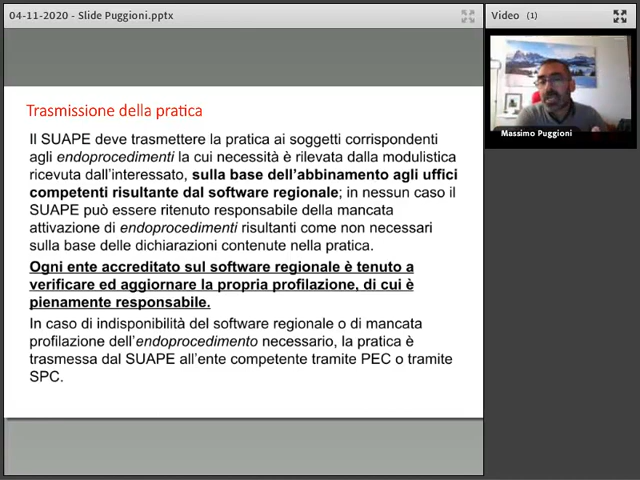 04-11-2020 - Slide Puggioni.pptx
Video (1)
Massimo Puggioni
Trasmissione della pratica
Il SUAPE deve trasmettere la pratica ai soggetti corrispondenti
agli endoprocedimenti la cui necessità è rilevata dalla modulistica
ricevuta dall'interessato, sulla base dell'abbinamento agli uffici
competenti risultante dal software regionale; in nessun caso il
SUAPE può essere ritenuto responsabile della mancata
attivazione di endoprocedimenti risultanti come non necessari
sulla base delle dichiarazioni contenute nella pratica.
Ogni ente accreditato sul software regionale è tenuto a
verificare ed aggiornare la propria profilazione, di cui è
pienamente responsabile.
In caso di indisponibilità del software regionale o di mancata
profilazione dell'endoprocedimento necessario, la pratica è
trasmessa dal SUAPE all'ente competente tramite PEC o tramite
SPC.